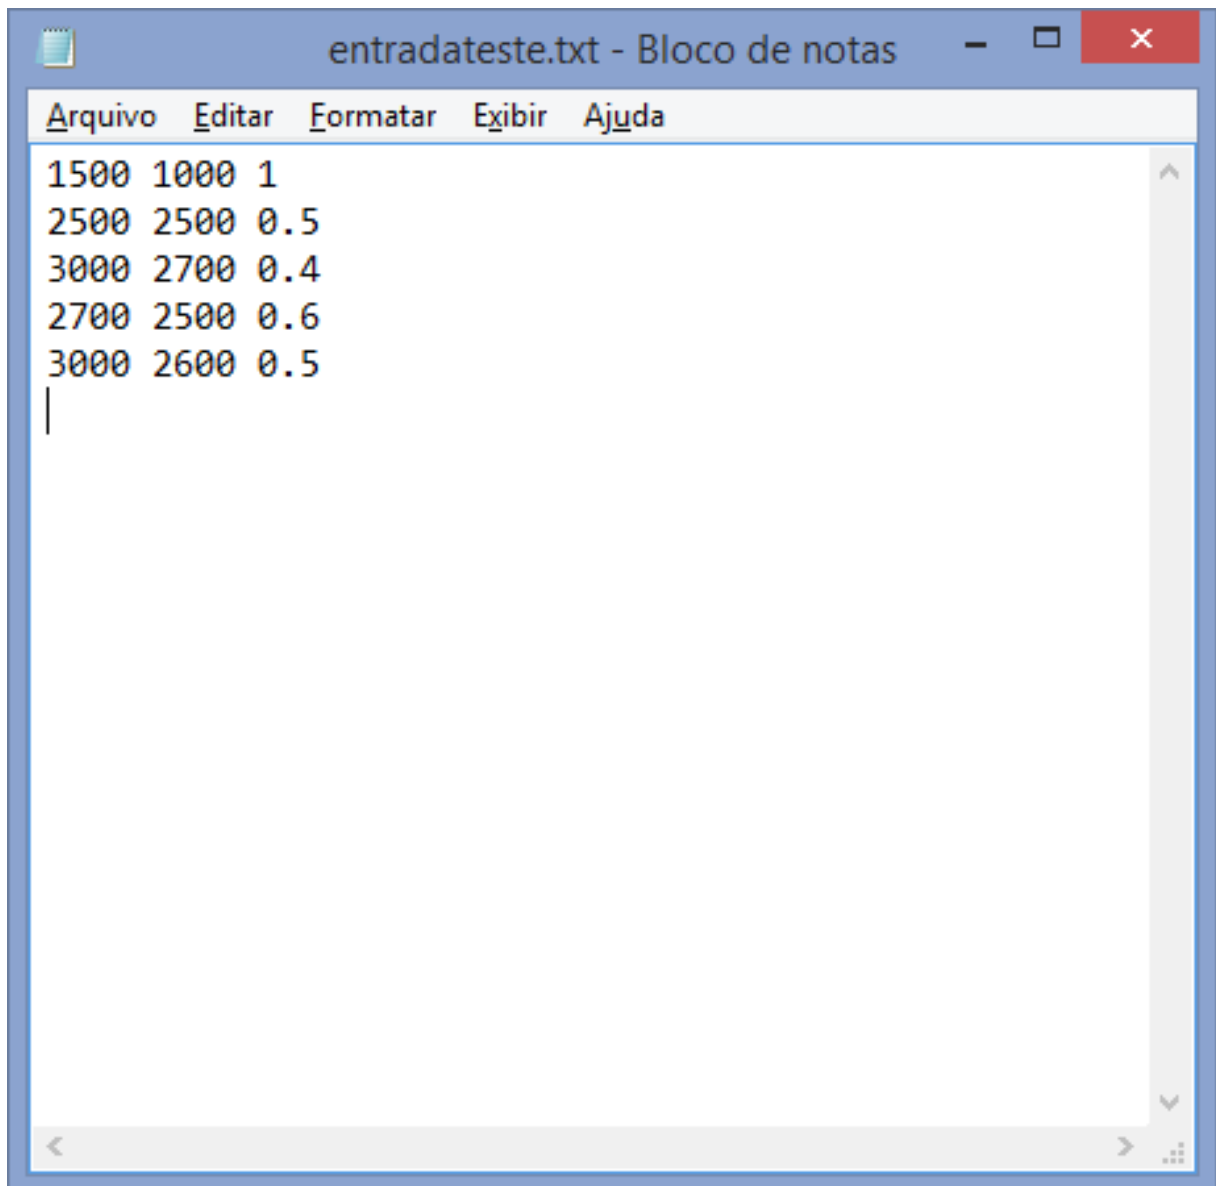 entradateste.txt - Bloco de notas
Arquivo Editar Formatar Exibir Ajuda
1500 1000 1
2500 2500 0.5
3000 2700 0.4
2700 2500 0.6
3000 2600 0.5